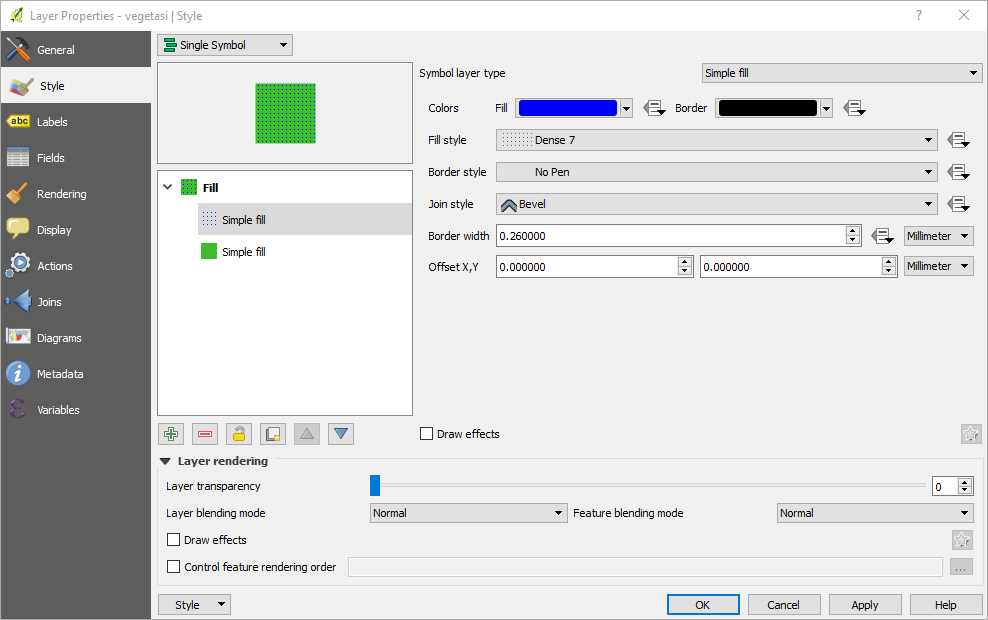 Layer Properties - vegetasi | Style
General
Style
abc Labels
Fields
Rendering
Display
Actions
Joins
Diagrams
Metadata
Variables
Single Symbol
Fill
Simple fill
Simple fill
Symbol layer type Simple fill
Colors Fill Border
Fill style Dense 7
Border style No Pen
Join style Bevel
Border width 0.260000 Millimeter
Offset X,Y 0.000000 0.000000 Millimeter
Draw effects
Layer rendering
Layer transparency 0
Layer blending mode Normal Feature blending mode Normal
Draw effects
Control feature rendering order ...
Style OK Cancel Apply Help